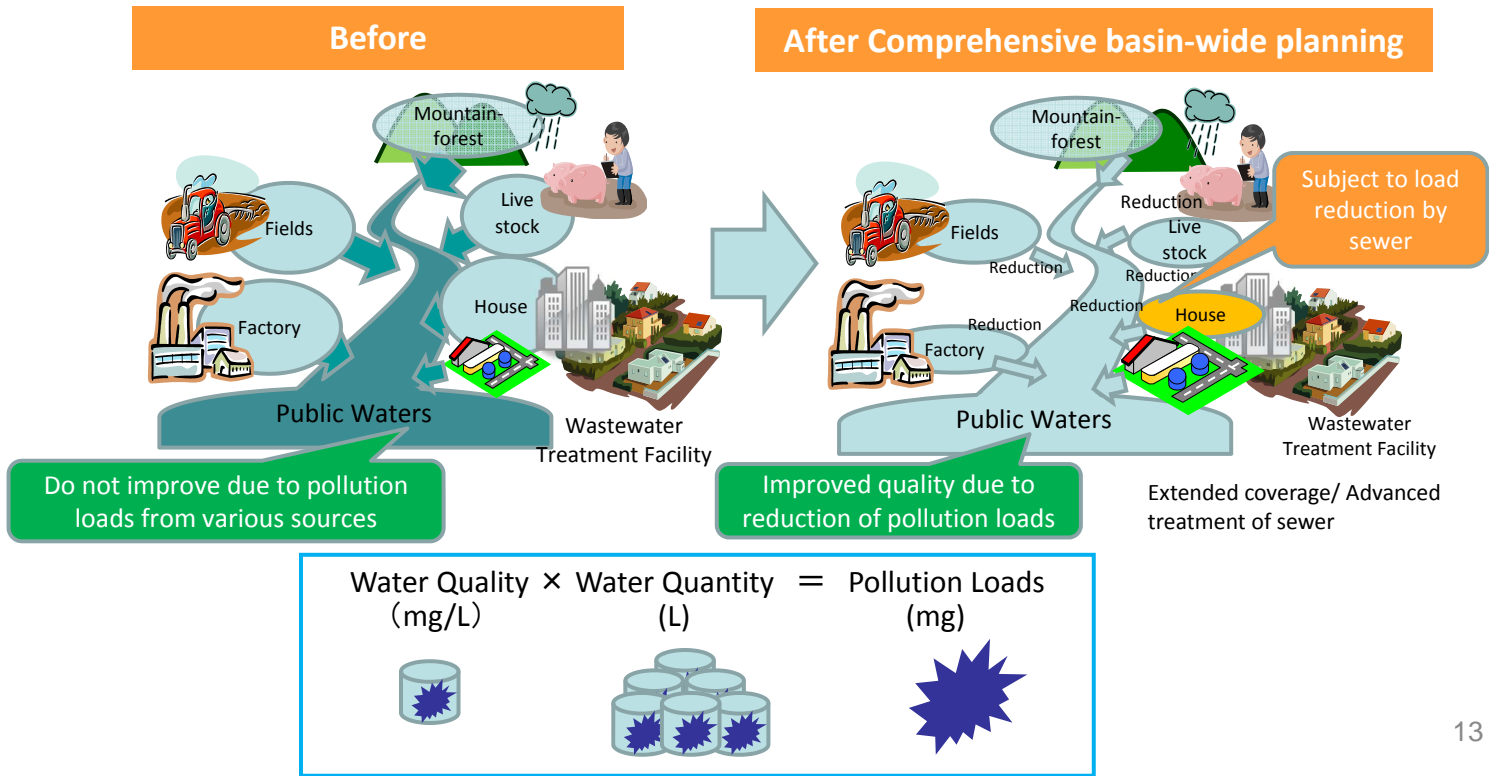 Before
Mountain-
forest
Live
stock
Fields
House
Factory
Public Waters
Wastewater
Treatment Facility
Do not improve due to pollution
loads from various sources
After Comprehensive basin-wide planning
Mountain-
forest
Subject to load
reduction by
sewer
Reduction
Live
stock
Fields
Reduction
Reduction
Reduction
House
Reduction
Factory
Public Waters
Wastewater
Treatment Facility
Improved quality due to
reduction of pollution loads
Extended coverage/ Advanced
treatment of sewer
Water Quality × Water Quantity = Pollution Loads
(mg/L) (L) (mg)
13